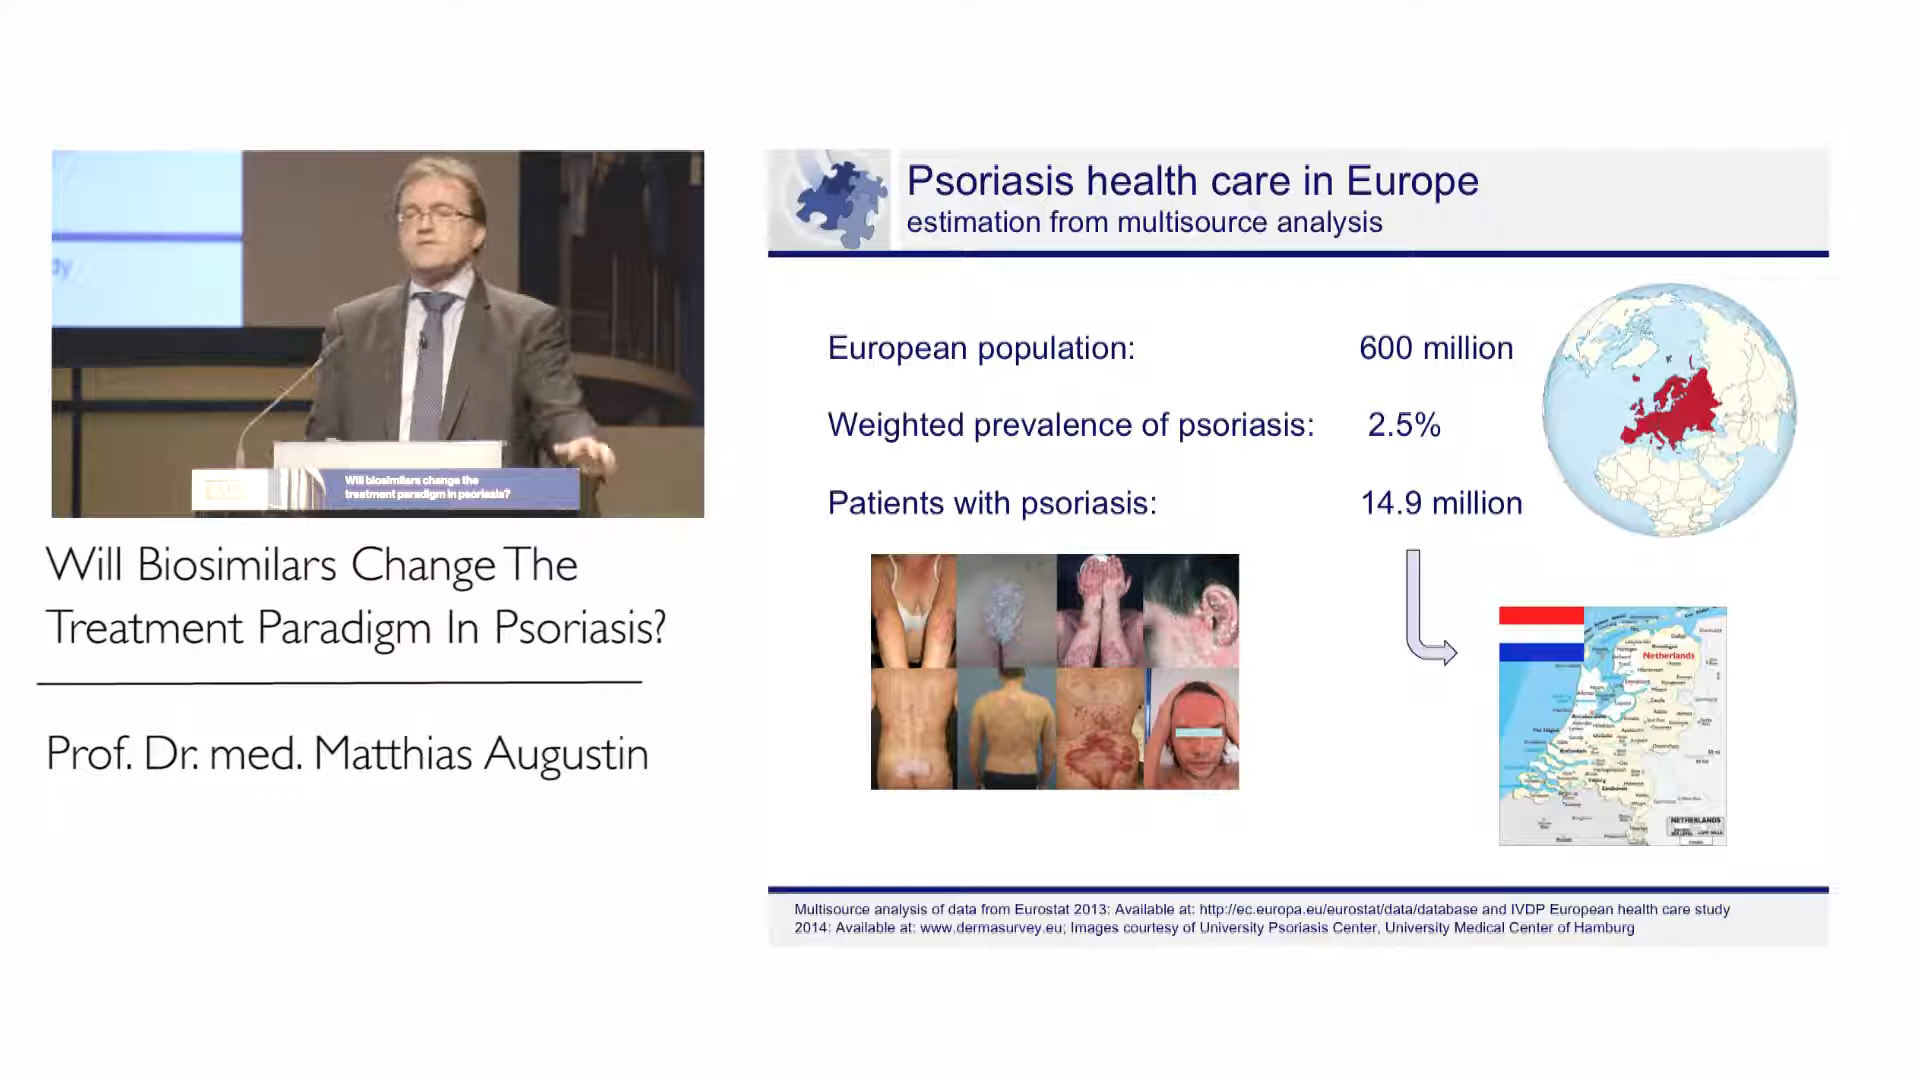 dy
Will biosimilars change the
treatment paradigm in psoriasis?
Will Biosimilars Change The
Treatment Paradigm In Psoriasis?
Prof. Dr. med. Matthias Augustin
Psoriasis health care in Europe
estimation from multisource analysis
European population: 600 million
Weighted prevalence of psoriasis: 2.5%
Patients with psoriasis: 14.9 million
Netherlands
NETHERLANDS
Multisource analysis of data from Eurostat 2013; Available at: http://ec.europa.eu/eurostat/data/database and IVDP European health care study
2014; Available at: www.dermasurvey.eu; Images courtesy of University Psoriasis Center, University Medical Center of Hamburg